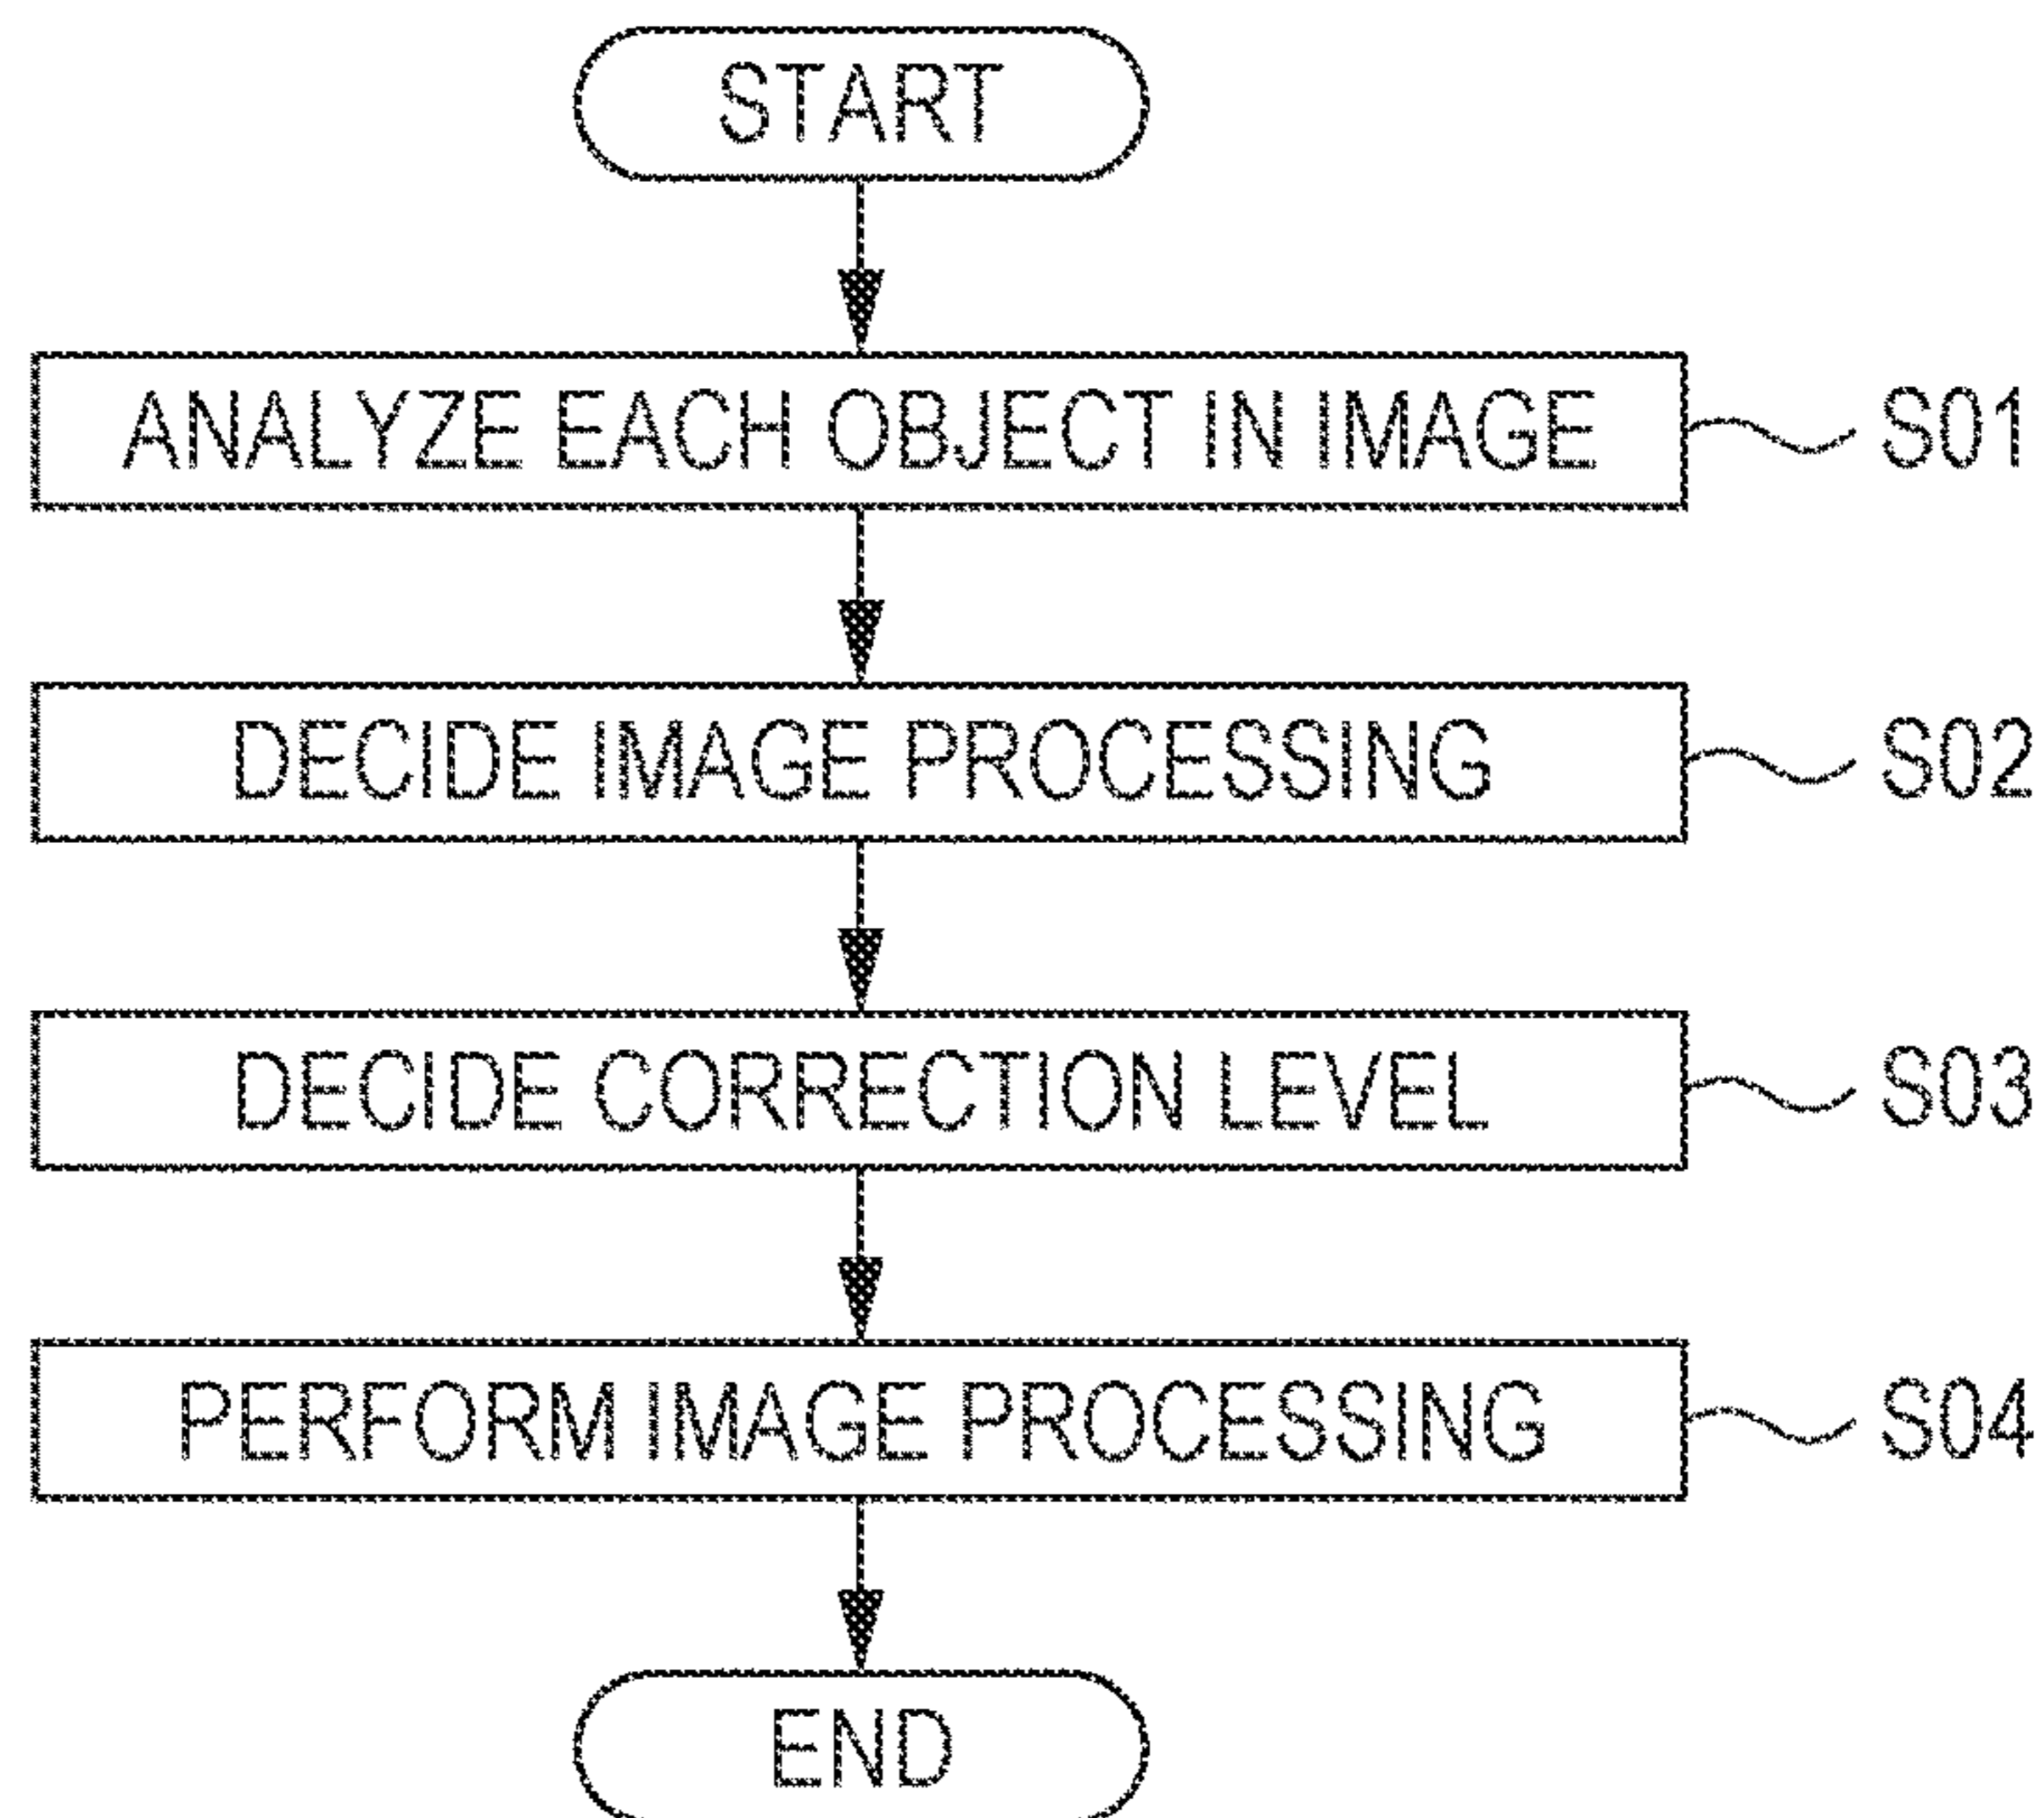 START
ANALYZE EACH OBJECT IN IMAGE S01
DECIDE IMAGE PROCESSING S02
DECIDE CORRECTION LEVEL S03
PERFORM IMAGE PROCESSING S04
END